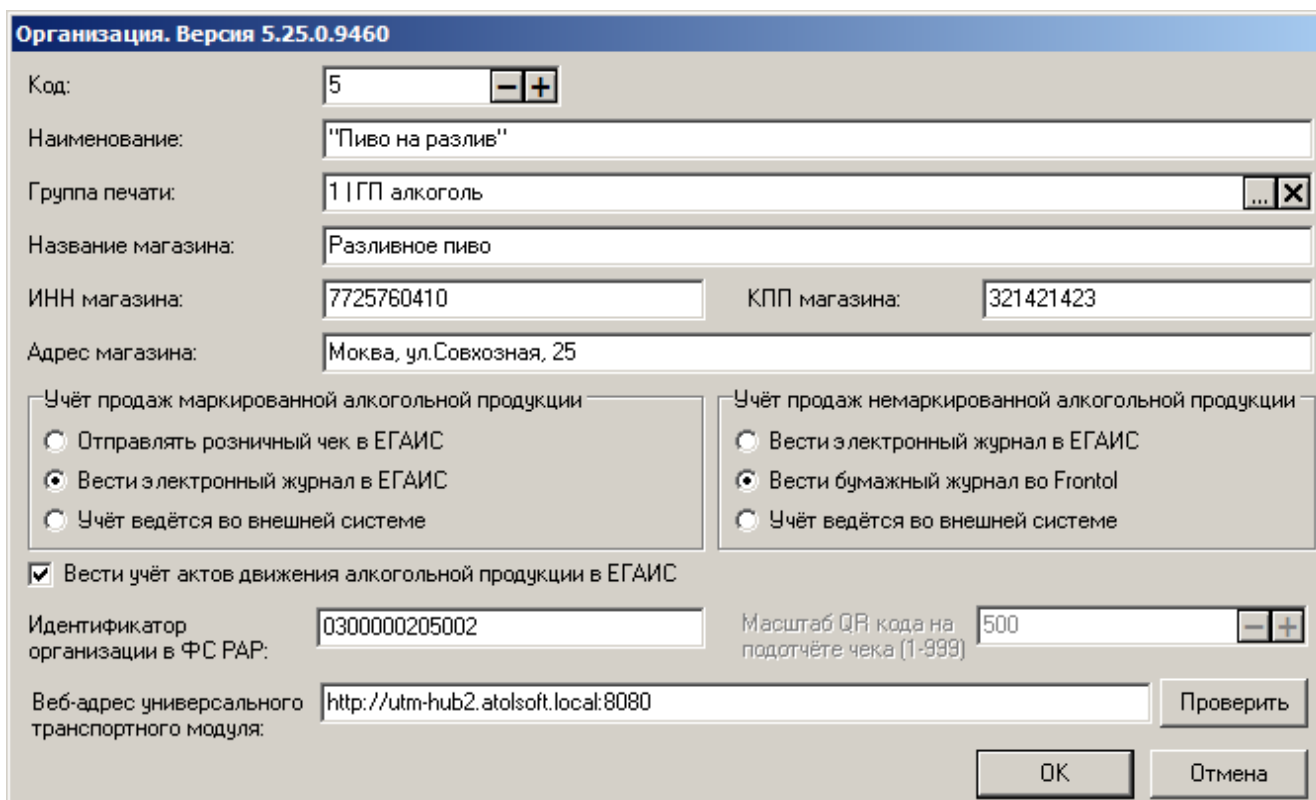 Организация. Версия 5.25.0.9460
Код: 5
Наименование: "Пиво на разлив"
Группа печати: 1 | ГП алкоголь ...
Название магазина: Разливное пиво
ИНН магазина: 7725760410 КПП магазина: 321421423
Адрес магазина: Моква, ул.Совхозная, 25
Учёт продаж маркированной алкогольной продукции
Отправлять розничный чек в ЕГАИС
Вести электронный журнал в ЕГАИС
Учёт ведётся во внешней системе
Учёт продаж немаркированной алкогольной продукции
Вести электронный журнал в ЕГАИС
Вести бумажный журнал во Frontol
Учёт ведётся во внешней системе
Вести учёт актов движения алкогольной продукции в ЕГАИС
Идентификатор
организации в ФС РАР: 0300000205002
Масштаб QR кода на
подотчёте чека (1-999) 500
Веб-адрес универсального
транспортного модуля: http://utm-hub2.atolsoft.local:8080 Проверить
OK Отмена